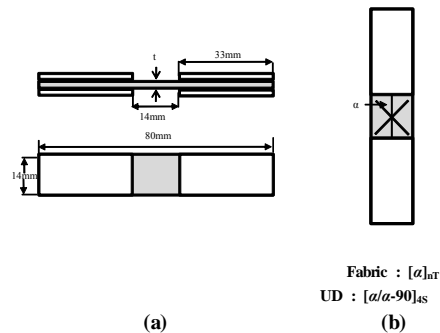 33mm
t
14mm
80mm
14mm
α
Fabric : [α]nT
UD : [α/α-90]4S
(a)
(b)